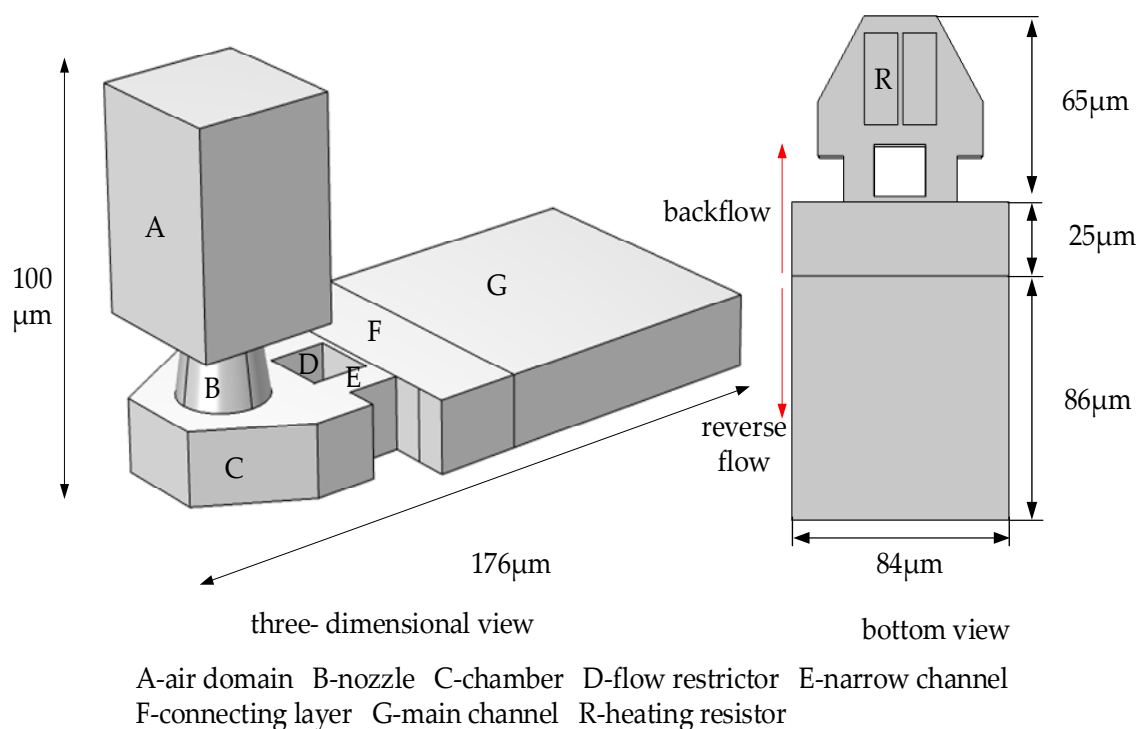 A
B
C
D
E
F
G
100
µm
176µm
three- dimensional view
R
backflow
reverse
flow
65µm
25µm
86µm
84µm
bottom view
A-air domain B-nozzle C-chamber D-flow restrictor E-narrow channel
F-connecting layer G-main channel R-heating resistor